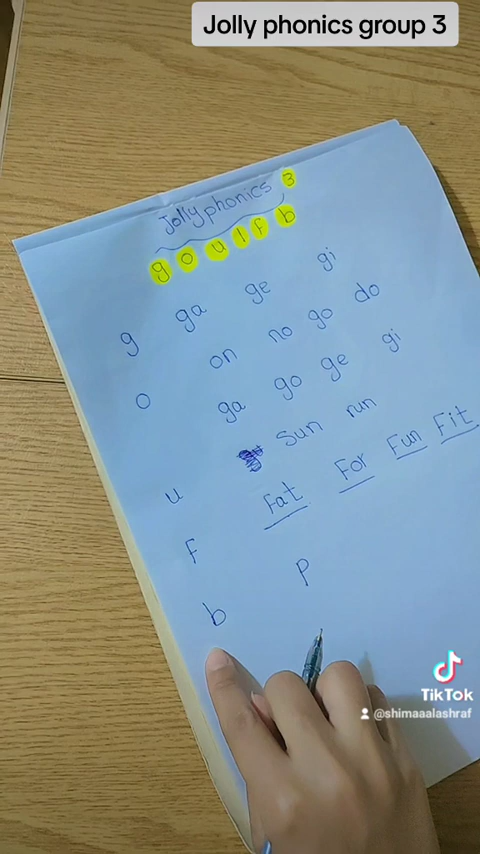 Jolly phonics group 3
Jolly phonics 3
g o u l f b
g ga ge gi
o on no go do
ga go ge gi
u sun run
Fat For Fun Fit
F
b P
TikTok
@shimaaalashraf